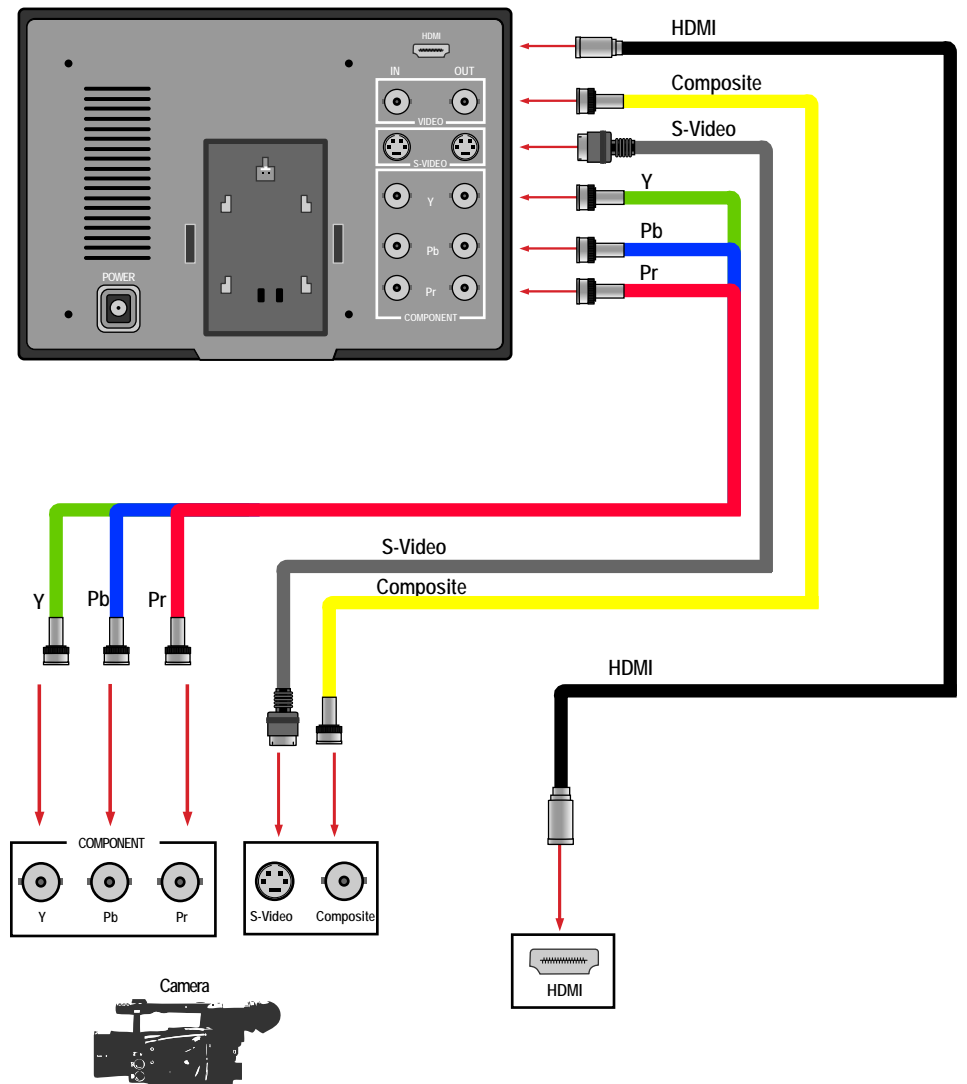 HDMI
HDMI
IN OUT
Composite
VIDEO
S-Video
S-VIDEO
Y
Y
Pb
Pb
Pr
POWER
Pr
COMPONENT
S-Video
Composite
Y Pb Pr
HDMI
COMPONENT
Y Pb Pr
S-Video Composite
HDMI
Camera